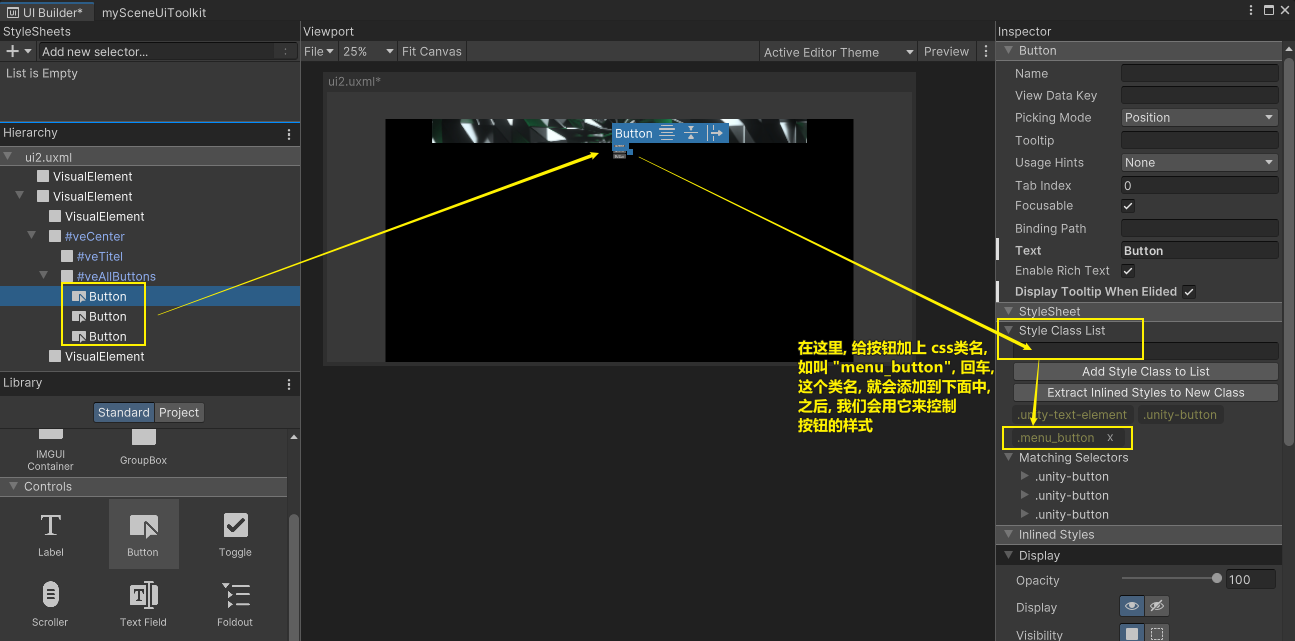 UI Builder*
mySceneUiToolkit
StyleSheets
Add new selector...
List is Empty
Hierarchy
ui2.uxml
VisualElement
VisualElement
VisualElement
#veCenter
#veTitel
#veAllButtons
Button
Button
Button
VisualElement
Library
Standard
Project
IMGUI
Container
GroupBox
Controls
Label
Button
Toggle
Scroller
Text Field
Foldout
Viewport
File
25%
Fit Canvas
Active Editor Theme
Preview
ui2.uxml*
Button
在这里, 给按钮加上 css类名,
如叫 "menu_button", 回车,
这个类名, 就会添加到下面中,
之后, 我们会用它来控制
按钮的样式
Inspector
Button
Name
View Data Key
Picking Mode Position
Tooltip
Usage Hints None
Tab Index 0
Focusable
Binding Path
Text Button
Enable Rich Text
Display Tooltip When Elided
StyleSheet
Style Class List
Add Style Class to List
Extract Inlined Styles to New Class
.unity-text-element .unity-button
.menu_button x
Matching Selectors
.unity-button
.unity-button
.unity-button
Inlined Styles
Display
Opacity 100
Display
Visibility